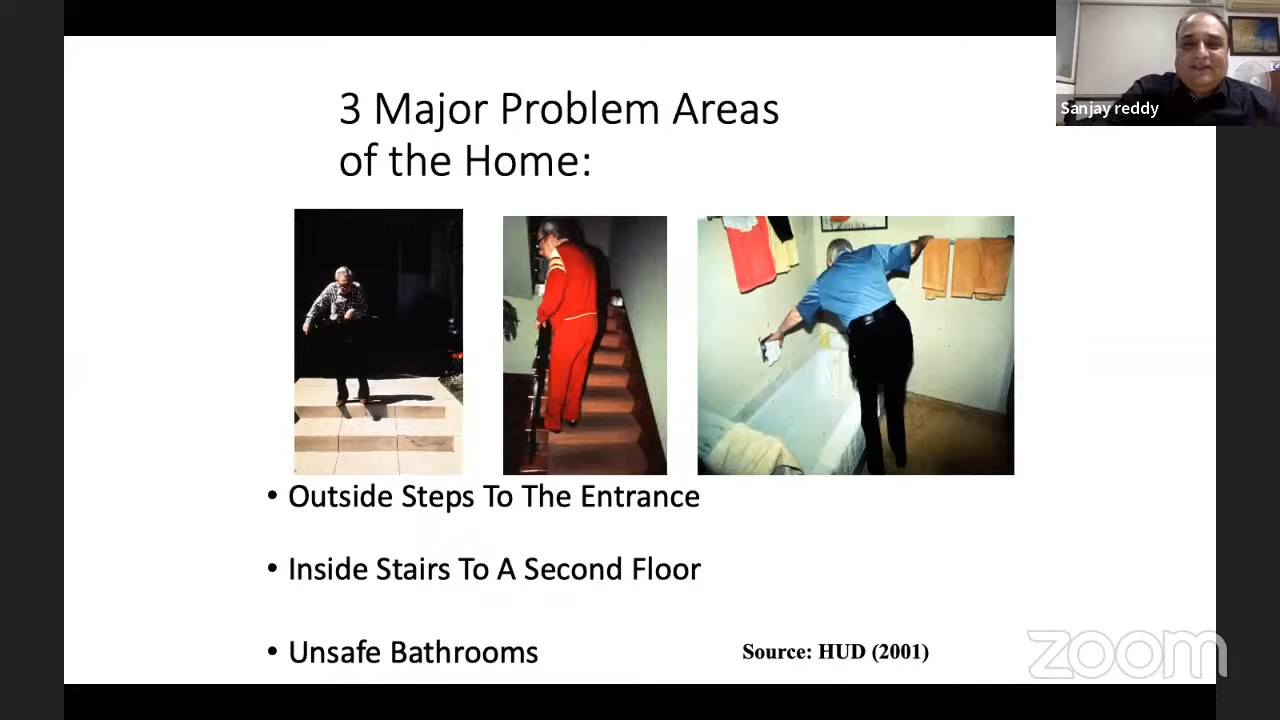 3 Major Problem Areas
of the Home:
Sanjay reddy
• Outside Steps To The Entrance
• Inside Stairs To A Second Floor
• Unsafe Bathrooms
Source: HUD (2001)
zoom